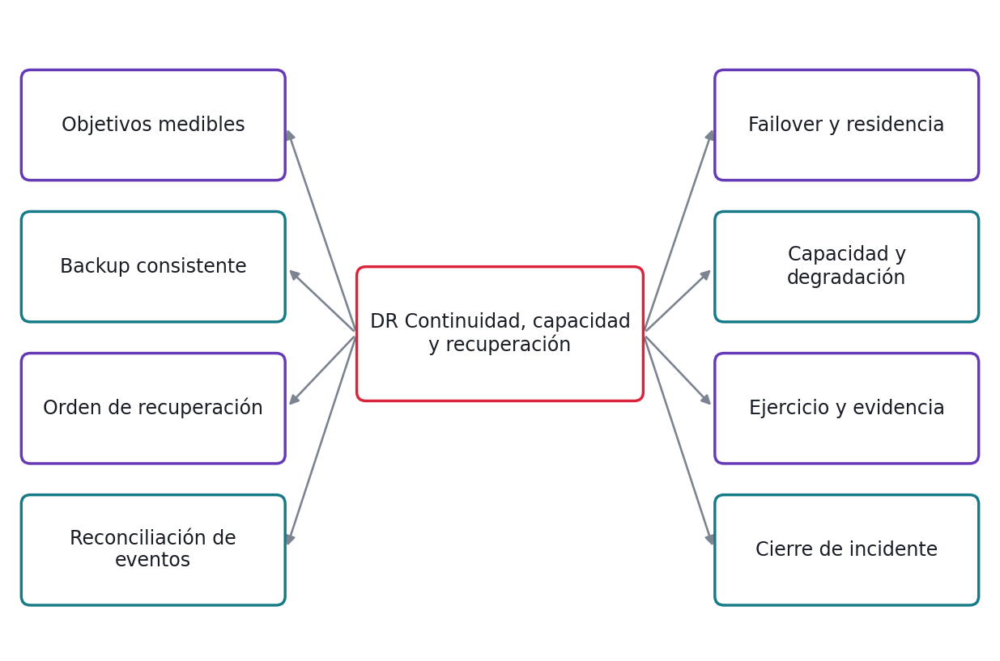 Objetivos medibles
Backup consistente
Orden de recuperación
Reconciliación de
eventos
DR Continuidad, capacidad
y recuperación
Failover y residencia
Capacidad y
degradación
Ejercicio y evidencia
Cierre de incidente